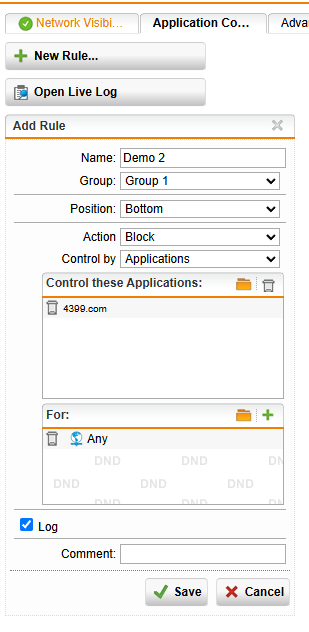 Network Visibi...
Application Co...
Adva
New Rule...
Open Live Log
Add Rule
Name: Demo 2
Group: Group 1
Position: Bottom
Action Block
Control by Applications
Control these Applications:
4399.com
For:
Any
DND DND DN
DND DND DND
DND DND DN
Log
Comment:
Save Cancel